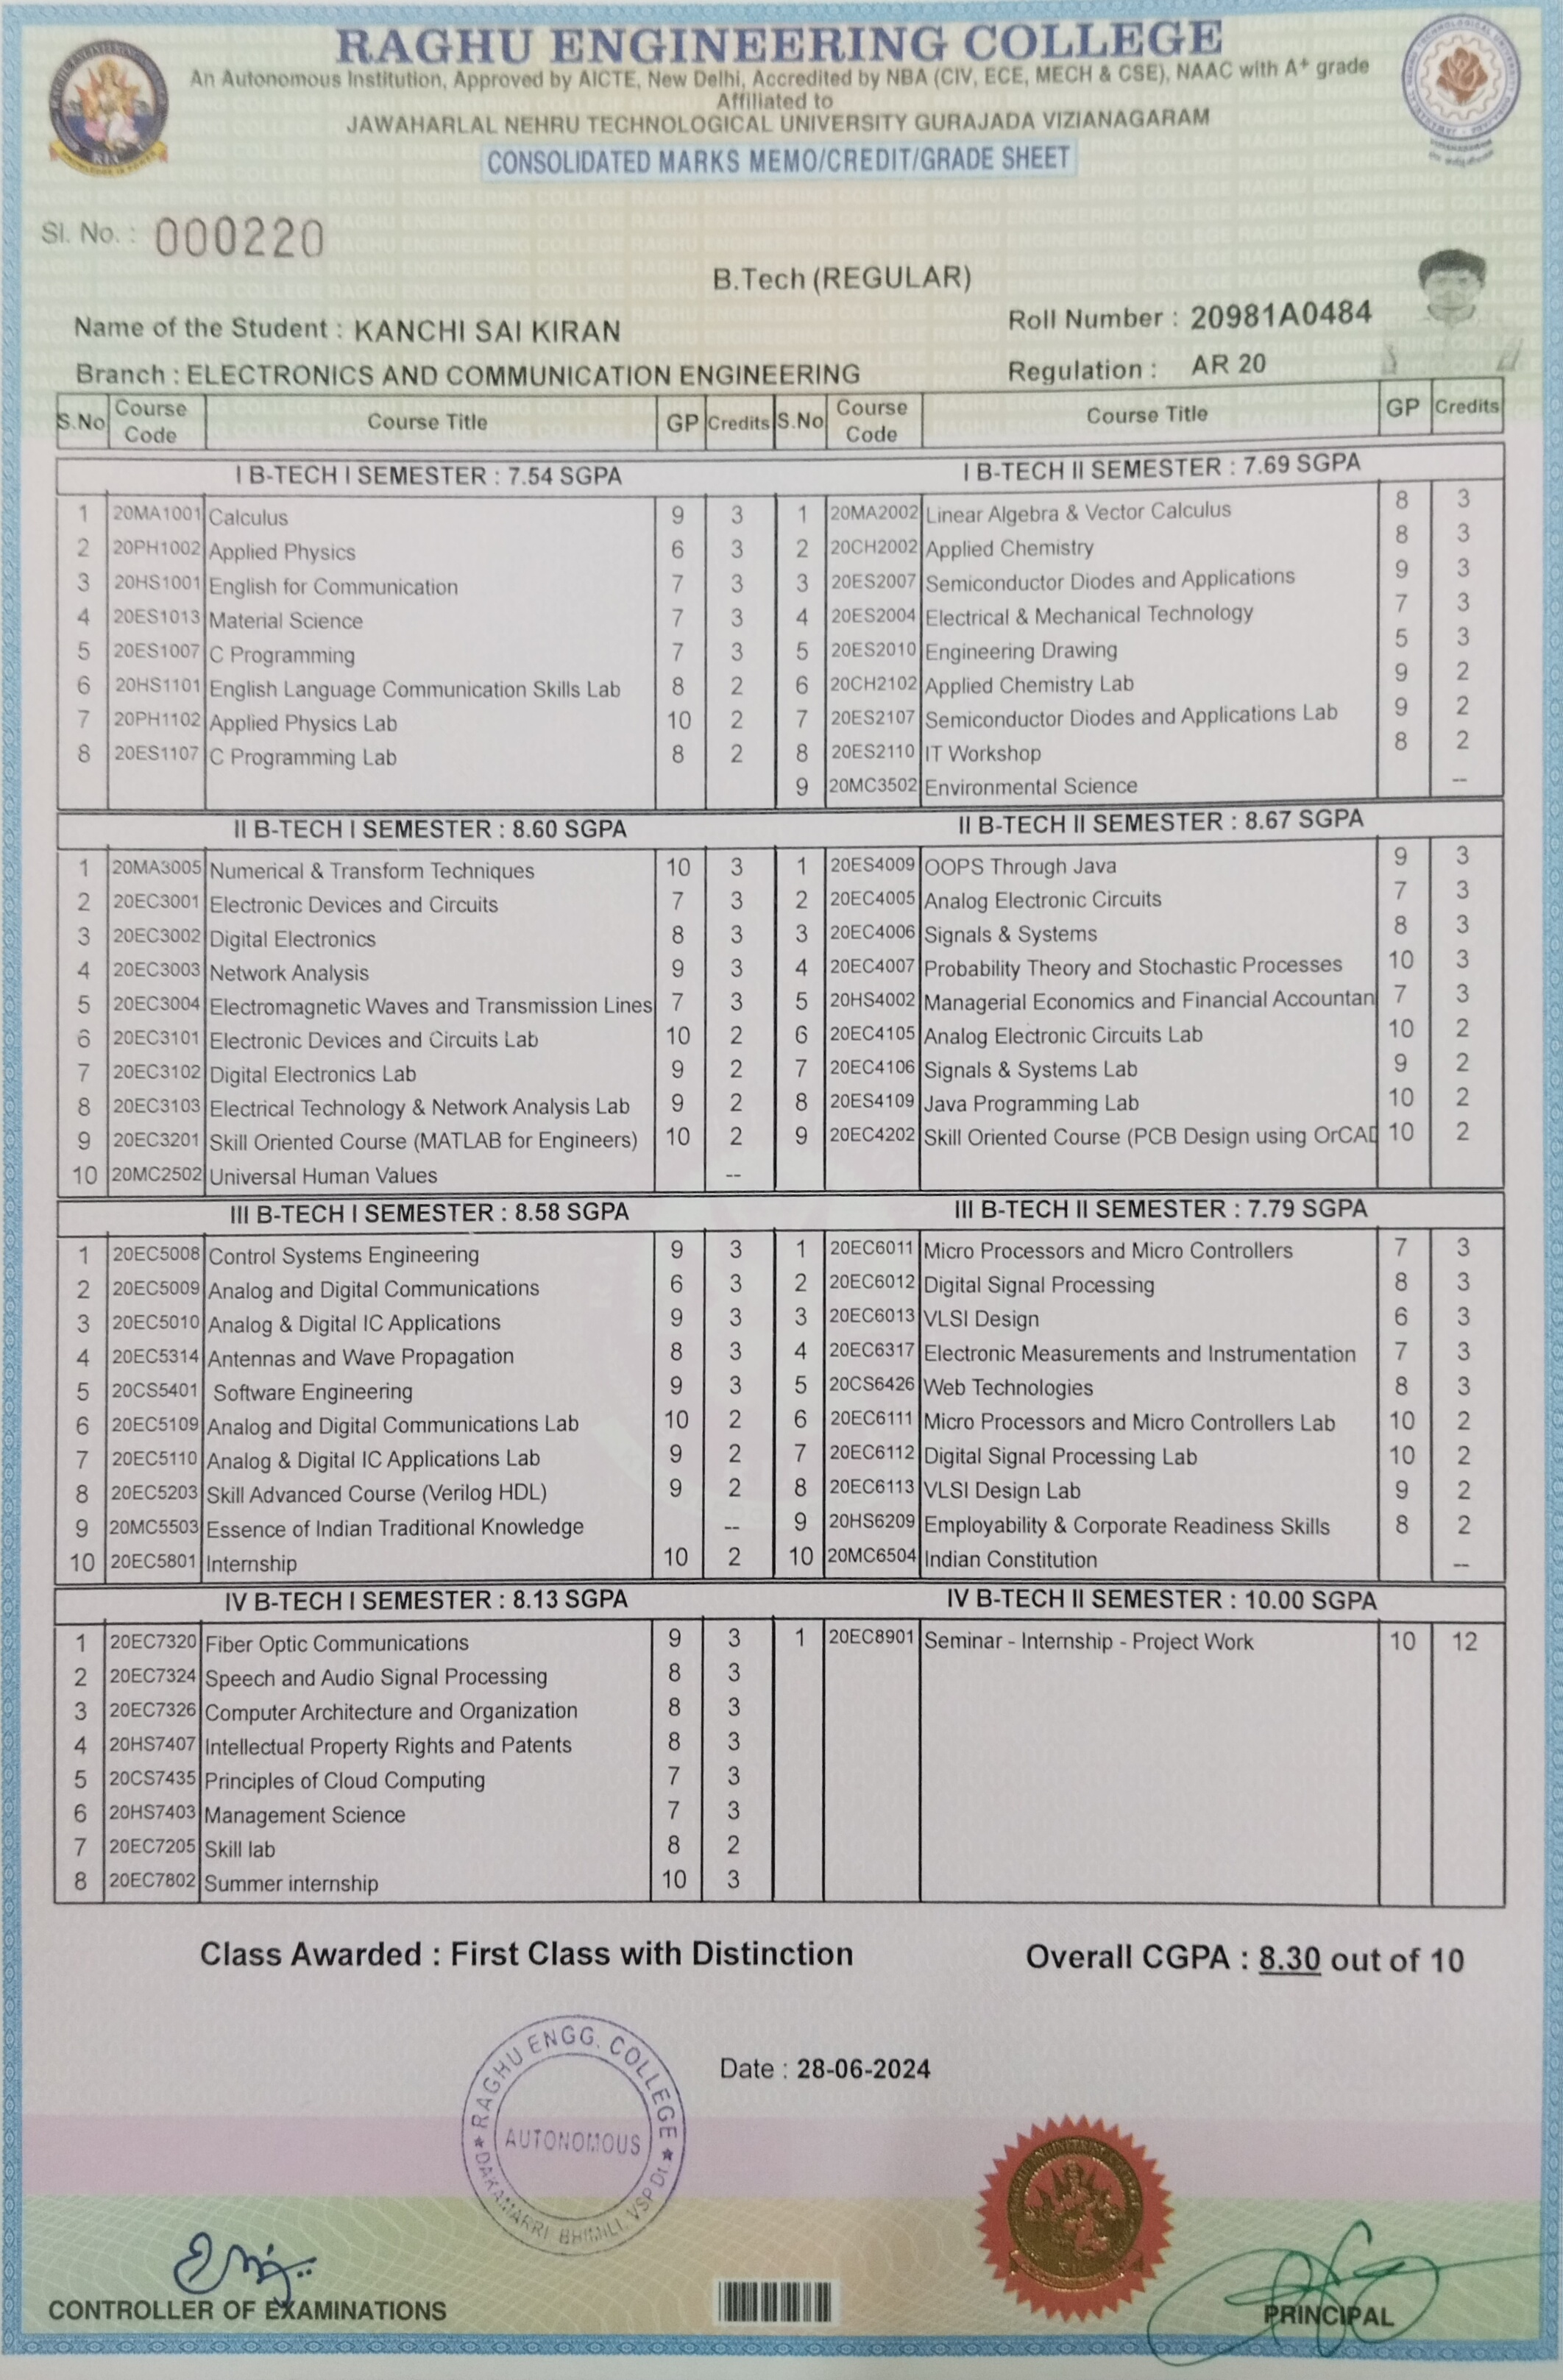 RAGHU ENGINEERING COLLEGE
An Autonomous Institution, Approved by AICTE, New Delhi, Accredited by NBA (CIV, ECE, MECH & CSE), NAAC with A+ grade
Affiliated to
JAWAHARLAL NEHRU TECHNOLOGICAL UNIVERSITY GURAJADA VIZIANAGARAM
CONSOLIDATED MARKS MEMO/CREDIT/GRADE SHEET
Sl. No. : 000220
B.Tech (REGULAR)
Name of the Student : KANCHI SAI KIRAN
Roll Number : 20981A0484
Branch : ELECTRONICS AND COMMUNICATION ENGINEERING
Regulation : AR 20
S.No Course Code Course Title GP Credits S.No Course Code Course Title GP Credits
I B-TECH I SEMESTER : 7.54 SGPA
1 20MA1001 Calculus 9 3
2 20PH1002 Applied Physics 6 3
3 20HS1001 English for Communication 7 3
4 20ES1013 Material Science 7 3
5 20ES1007 C Programming 7 3
6 20HS1101 English Language Communication Skills Lab 8 2
7 20PH1102 Applied Physics Lab 10 2
8 20ES1107 C Programming Lab 8 2
I B-TECH II SEMESTER : 7.69 SGPA
1 20MA2002 Linear Algebra & Vector Calculus 8 3
2 20CH2002 Applied Chemistry 8 3
3 20ES2007 Semiconductor Diodes and Applications 9 3
4 20ES2004 Electrical & Mechanical Technology 7 3
5 20ES2010 Engineering Drawing 5 3
6 20CH2102 Applied Chemistry Lab 9 2
7 20ES2107 Semiconductor Diodes and Applications Lab 9 2
8 20ES2110 IT Workshop 8 2
9 20MC3502 Environmental Science --
II B-TECH I SEMESTER : 8.60 SGPA
1 20MA3005 Numerical & Transform Techniques 10 3
2 20EC3001 Electronic Devices and Circuits 7 3
3 20EC3002 Digital Electronics 8 3
4 20EC3003 Network Analysis 9 3
5 20EC3004 Electromagnetic Waves and Transmission Lines 7 3
6 20EC3101 Electronic Devices and Circuits Lab 10 2
7 20EC3102 Digital Electronics Lab 9 2
8 20EC3103 Electrical Technology & Network Analysis Lab 9 2
9 20EC3201 Skill Oriented Course (MATLAB for Engineers) 10 2
10 20MC2502 Universal Human Values --
II B-TECH II SEMESTER : 8.67 SGPA
1 20ES4009 OOPS Through Java 9 3
2 20EC4005 Analog Electronic Circuits 7 3
3 20EC4006 Signals & Systems 8 3
4 20EC4007 Probability Theory and Stochastic Processes 10 3
5 20HS4002 Managerial Economics and Financial Accountan 7 3
6 20EC4105 Analog Electronic Circuits Lab 10 2
7 20EC4106 Signals & Systems Lab 9 2
8 20ES4109 Java Programming Lab 10 2
9 20EC4202 Skill Oriented Course (PCB Design using OrCAD 10 2
III B-TECH I SEMESTER : 8.58 SGPA
1 20EC5008 Control Systems Engineering 9 3
2 20EC5009 Analog and Digital Communications 6 3
3 20EC5010 Analog & Digital IC Applications 9 3
4 20EC5314 Antennas and Wave Propagation 8 3
5 20CS5401 Software Engineering 9 3
6 20EC5109 Analog and Digital Communications Lab 10 2
7 20EC5110 Analog & Digital IC Applications Lab 9 2
8 20EC5203 Skill Advanced Course (Verilog HDL) 9 2
9 20MC5503 Essence of Indian Traditional Knowledge --
10 20EC5801 Internship 10 2
III B-TECH II SEMESTER : 7.79 SGPA
1 20EC6011 Micro Processors and Micro Controllers 7 3
2 20EC6012 Digital Signal Processing 8 3
3 20EC6013 VLSI Design 6 3
4 20EC6317 Electronic Measurements and Instrumentation 7 3
5 20CS6426 Web Technologies 8 3
6 20EC6111 Micro Processors and Micro Controllers Lab 10 2
7 20EC6112 Digital Signal Processing Lab 10 2
8 20EC6113 VLSI Design Lab 9 2
9 20HS6209 Employability & Corporate Readiness Skills 8 2
10 20MC6504 Indian Constitution --
IV B-TECH I SEMESTER : 8.13 SGPA
1 20EC7320 Fiber Optic Communications 9 3
2 20EC7324 Speech and Audio Signal Processing 8 3
3 20EC7326 Computer Architecture and Organization 8 3
4 20HS7407 Intellectual Property Rights and Patents 8 3
5 20CS7435 Principles of Cloud Computing 7 3
6 20HS7403 Management Science 7 3
7 20EC7205 Skill lab 8 2
8 20EC7802 Summer internship 10 3
IV B-TECH II SEMESTER : 10.00 SGPA
1 20EC8901 Seminar - Internship - Project Work 10 12
Class Awarded : First Class with Distinction
Overall CGPA : 8.30 out of 10
RAGHU ENGG. COLLEGE
AUTONOMOUS
DAKAMARRI, BHIMILI, VSP Dt.
Date : 28-06-2024
CONTROLLER OF EXAMINATIONS
PRINCIPAL